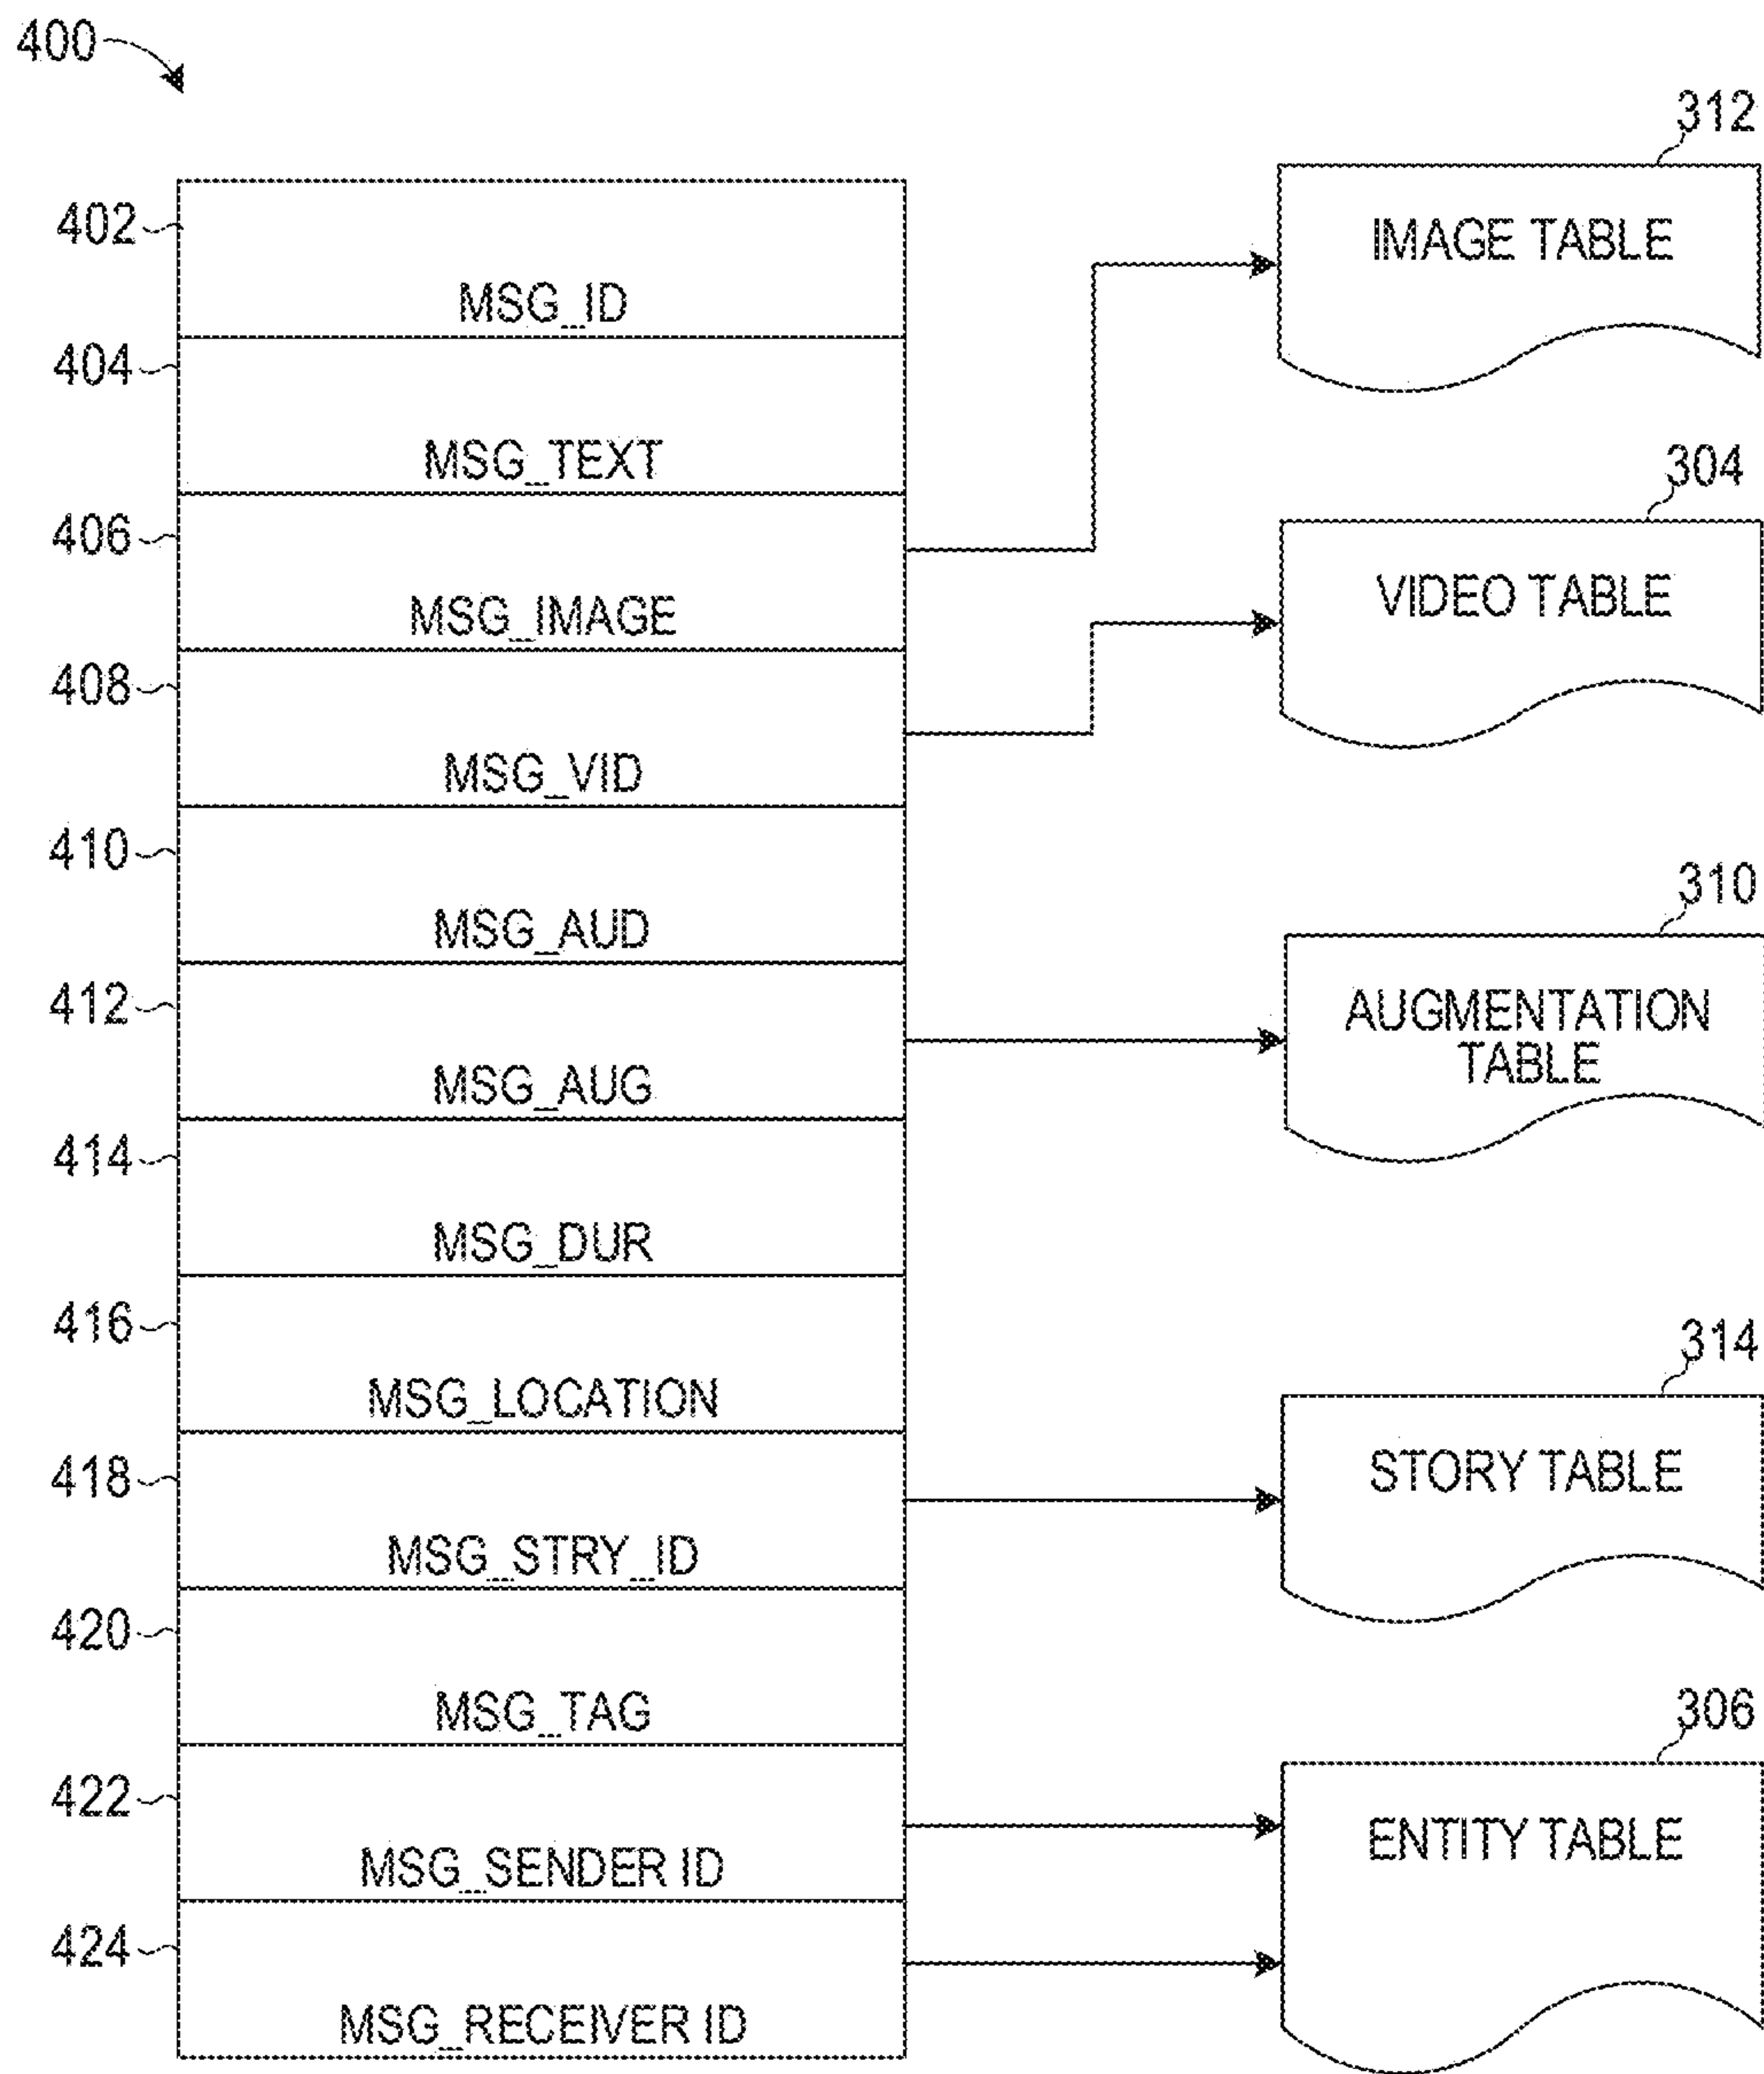 400
402
MSG_ID
404
MSG_TEXT
406
MSG_IMAGE
408
MSG_VID
410
MSG_AUD
412
MSG_AUG
414
MSG_DUR
416
MSG_LOCATION
418
MSG_STRY_ID
420
MSG_TAG
422
MSG_SENDER ID
424
MSG_RECEIVER ID
312
IMAGE TABLE
304
VIDEO TABLE
310
AUGMENTATION
TABLE
314
STORY TABLE
306
ENTITY TABLE